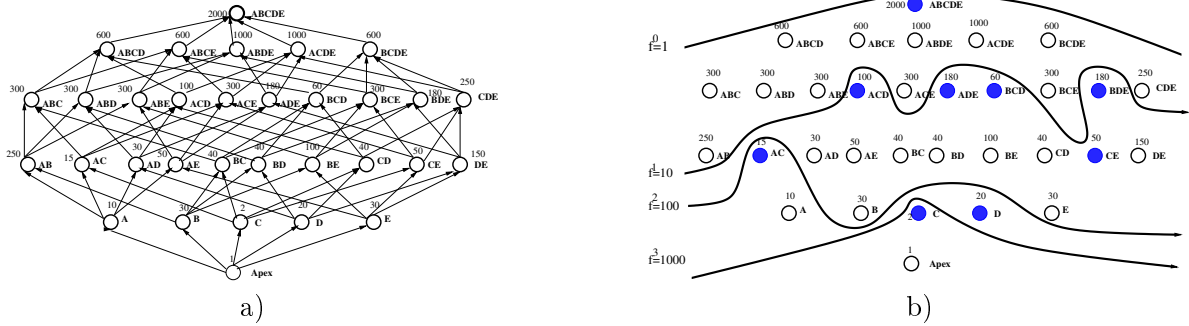 2000 ABCDE
600 600 1000 1000 600
ABCD ABCE ABDE ACDE BCDE
300 300 300 100 300 180 60 300 180 250
ABC ABD ABE ACD ACE ADE BCD BCE BDE CDE
250 15 30 50 40 40 100 40 50 150
AB AC AD AE BC BD BE CD CE DE
10 30 2 20 30
A B C D E
1
Apex
a)
2000 ABCDE
0
f=1
600 600 1000 1000 600
ABCD ABCE ABDE ACDE BCDE
300 300 300 100 300 180 60 300 180 250
ABC ABD ABE ACD ACE ADE BCD BCE BDE CDE
250 15 30 50 40 40 100 40 50 150
AB AC AD AE BC BD BE CD CE DE
1
f=10
2
f=100
10 30 2 20 30
A B C D E
3
f=1000
1
Apex
b)